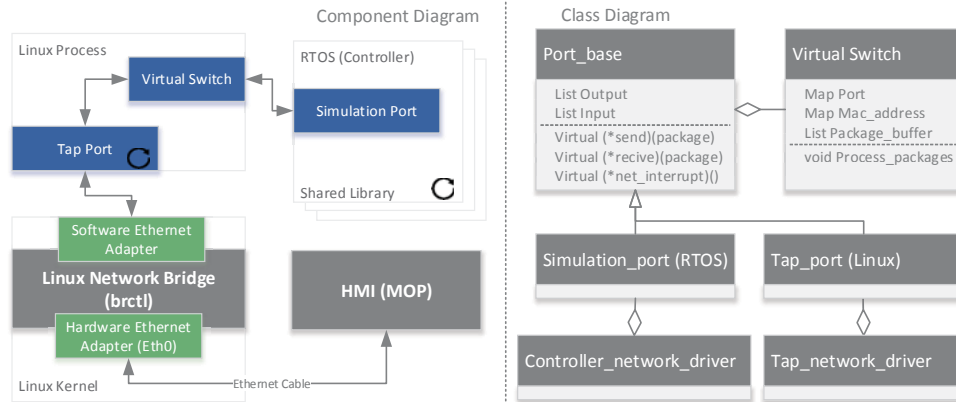 Component Diagram
Linux Process
Virtual Switch
Tap Port
RTOS (Controller)
Simulation Port
Shared Library
Software Ethernet
Adapter
Linux Network Bridge
(brctl)
Hardware Ethernet
Adapter (Eth0)
Linux Kernel
HMI (MOP)
Ethernet Cable
Class Diagram
Port_base
List Output
List Input
Virtual (*send)(package)
Virtual (*recive)(package)
Virtual (*net_interrupt)()
Virtual Switch
Map Port
Map Mac_address
List Package_buffer
void Process_packages
Simulation_port (RTOS)
Tap_port (Linux)
Controller_network_driver
Tap_network_driver